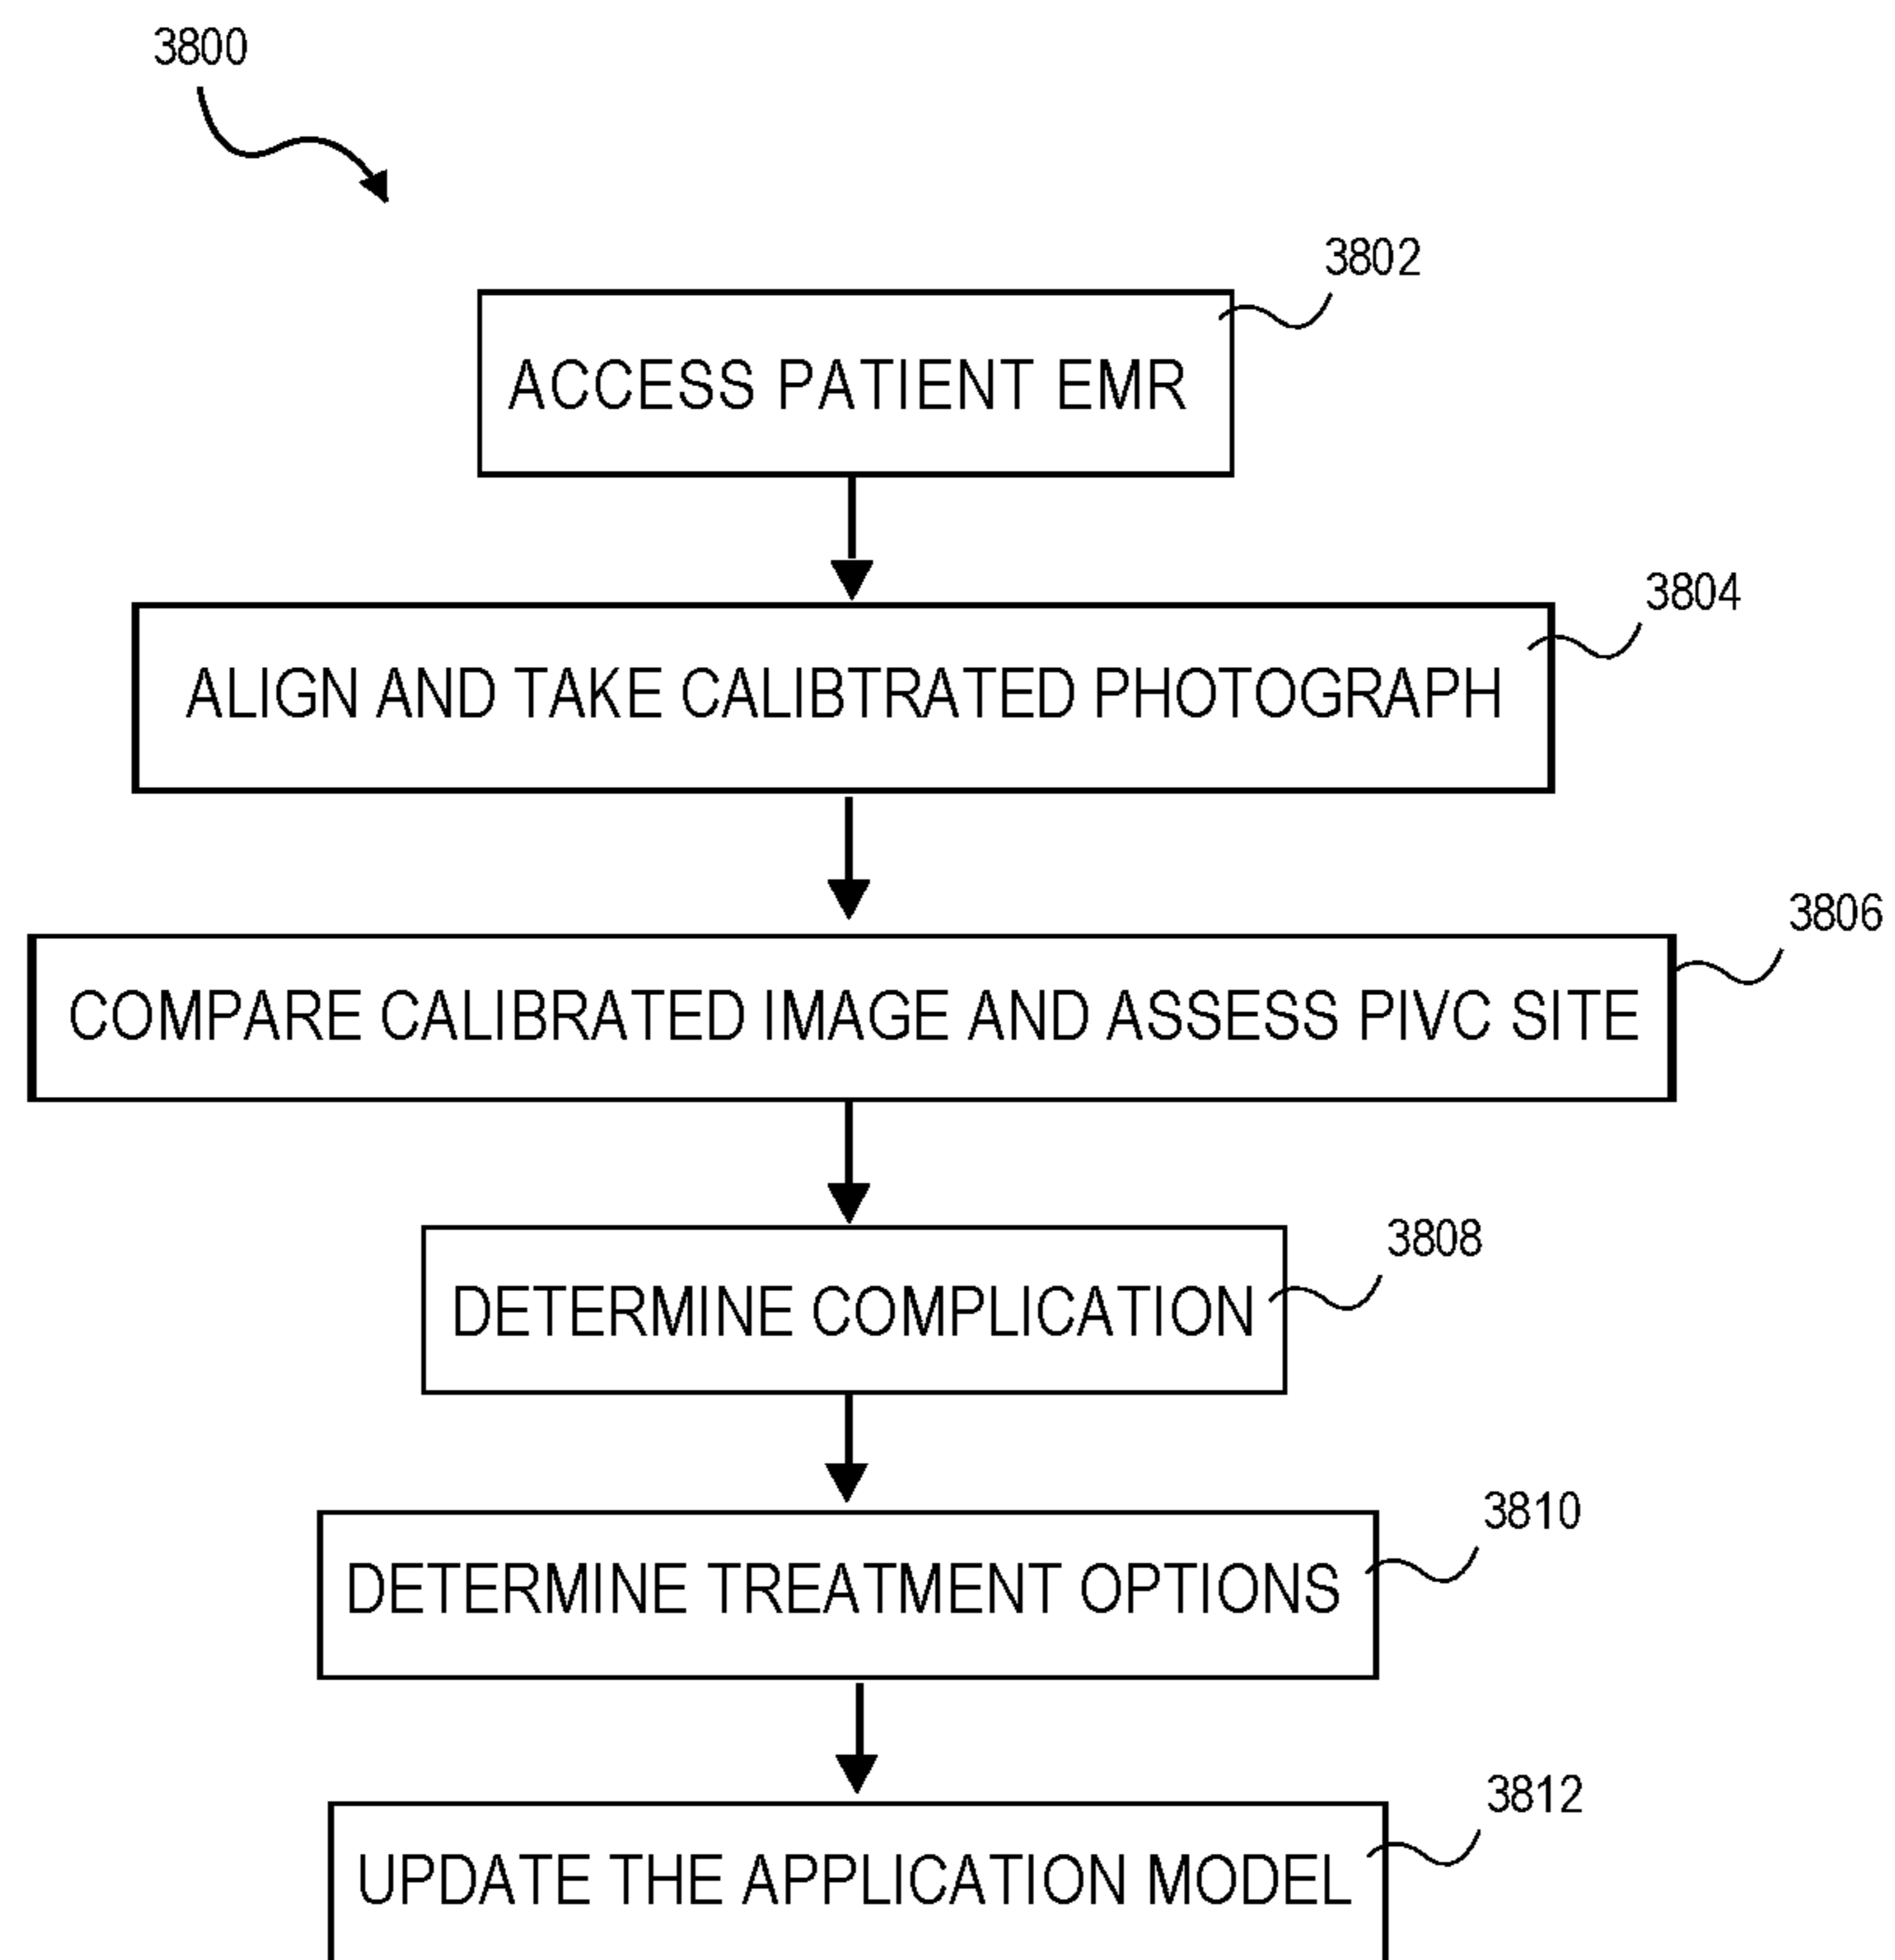 3800
3802
ACCESS PATIENT EMR
3804
ALIGN AND TAKE CALIBTRATED PHOTOGRAPH
3806
COMPARE CALIBRATED IMAGE AND ASSESS PIVC SITE
3808
DETERMINE COMPLICATION
3810
DETERMINE TREATMENT OPTIONS
3812
UPDATE THE APPLICATION MODEL